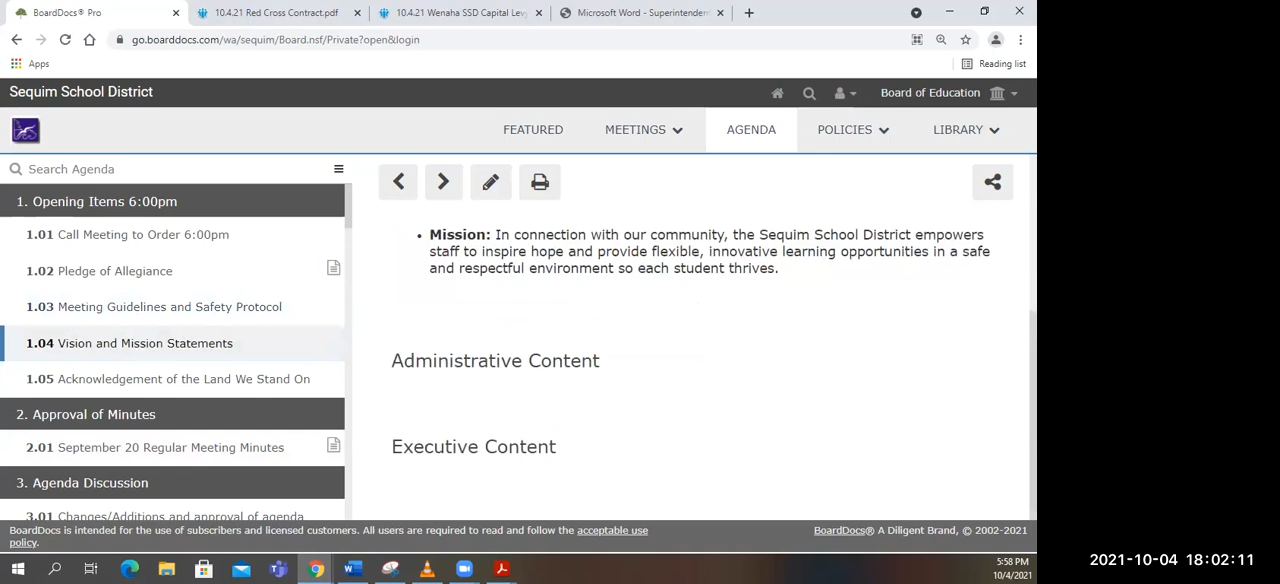 BoardDocs® Pro
10.4.21 Red Cross Contract.pdf
10.4.21 Wenaha SSD Capital Lev
Microsoft Word - Superintenden
go.boarddocs.com/wa/sequim/Board.nsf/Private?open&login
Apps
Reading list
Sequim School District
Board of Education
FEATURED
MEETINGS
AGENDA
POLICIES
LIBRARY
Search Agenda
1. Opening Items 6:00pm
1.01 Call Meeting to Order 6:00pm
1.02 Pledge of Allegiance
1.03 Meeting Guidelines and Safety Protocol
1.04 Vision and Mission Statements
1.05 Acknowledgement of the Land We Stand On
2. Approval of Minutes
2.01 September 20 Regular Meeting Minutes
3. Agenda Discussion
3.01 Changes/Additions and approval of agenda
• Mission: In connection with our community, the Sequim School District empowers
staff to inspire hope and provide flexible, innovative learning opportunities in a safe
and respectful environment so each student thrives.
Administrative Content
Executive Content
BoardDocs is intended for the use of subscribers and licensed customers. All users are required to read and follow the acceptable use
policy.
BoardDocs® A Diligent Brand, © 2002-2021
5:58 PM
10/4/2021
2021-10-04 18:02:11